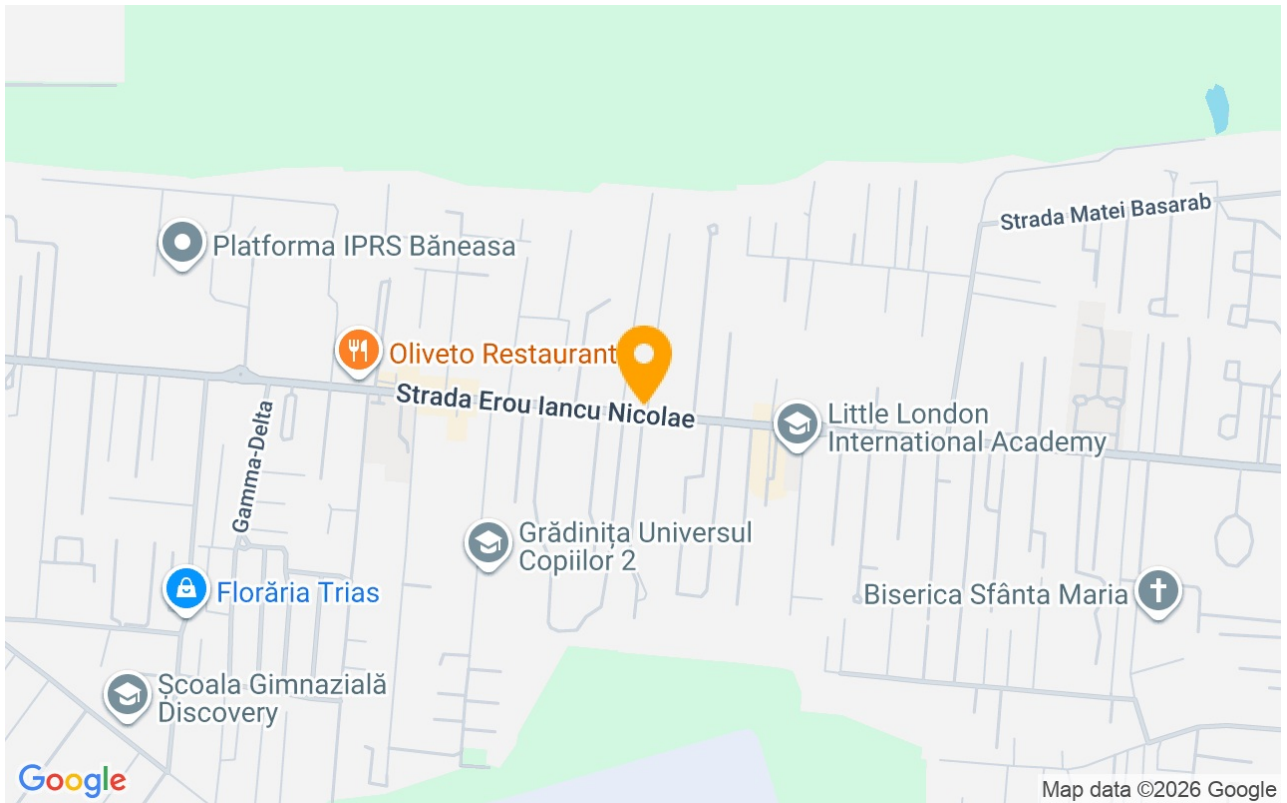 Strada Matei Basarab
Platforma IPRS Băneasa
Oliveto Restaurant
Strada Erou Iancu Nicolae
Little London
International Academy
Gamma-Delta
Grădinița Universul
Copiilor 2
Florăria Trias
Biserica Sfânta Maria
Școala Gimnazială
Discovery
Google
Map data ©2026 Google